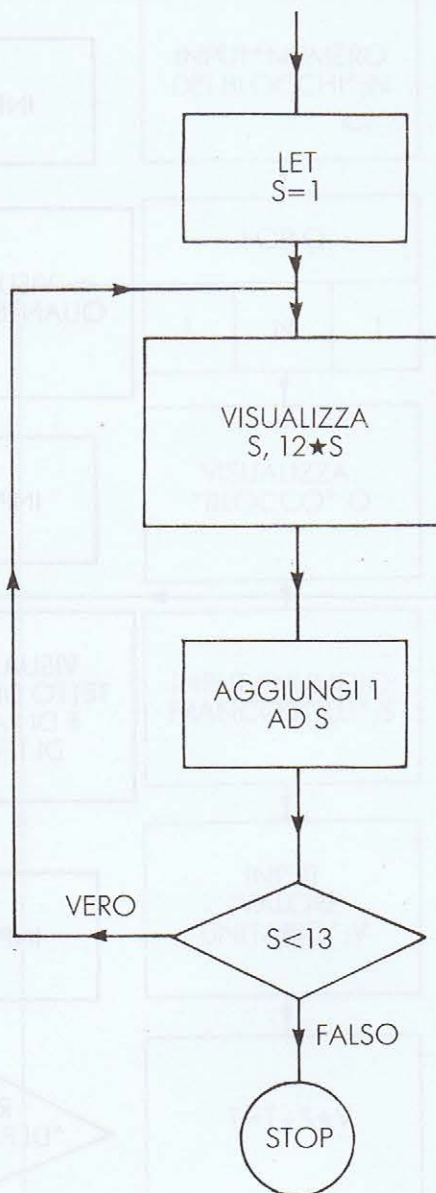 LET
S=1
VISUALIZZA
S, 12★S
AGGIUNGI 1
AD S
VERO
S<13
FALSO
STOP